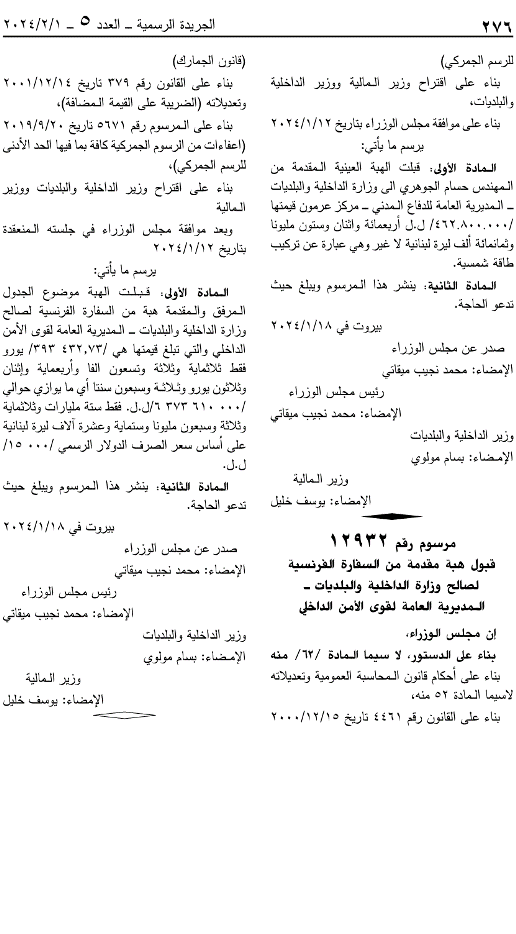 ٢٧٦
الجريدة الرسمية – العدد ٥ – ٢٠٢٤/٢/١
للرسم الجمركي)
بناء على اقتراح وزير المالية ووزير الداخلية
والبلديات،
بناء على موافقة مجلس الوزراء بتاريخ ٢٠٢٤/١/١٢
يرسم ما يأتي:
المادة الأولى: قبلت الهبة العينية المقدمة من
المهندس حسام الجوهري الى وزارة الداخلية والبلديات
– المديرية العامة للدفاع المدني – مركز عرمون قيمتها
/٤٦٢.٨٠٠.٠٠٠/ ل.ل أربعمائة واثنان وستون مليونا
وثمانمائة ألف ليرة لبنانية لا غير وهي عبارة عن تركيب
طاقة شمسية.
المادة الثانية: ينشر هذا المرسوم ويبلغ حيث
تدعو الحاجة.
بيروت في ٢٠٢٤/١/١٨
صدر عن مجلس الوزراء
الإمضاء: محمد نجيب ميقاتي
رئيس مجلس الوزراء
الإمضاء: محمد نجيب ميقاتي
وزير الداخلية والبلديات
الإمضاء: بسام مولوي
وزير المالية
الإمضاء: يوسف خليل
مرسوم رقم ١٢٩٣٢
قبول هبة مقدمة من السفارة الفرنسية
لصالح وزارة الداخلية والبلديات –
المديرية العامة لقوى الأمن الداخلي
إن مجلس الوزراء،
بناء على الدستور، لا سيما المادة /٦٢/ منه
بناء على أحكام قانون المحاسبة العمومية وتعديلاته
لاسيما المادة ٥٢ منه،
بناء على القانون رقم ٤٤٦١ تاريخ ٢٠٠٠/١٢/١٥
(قانون الجمارك)
بناء على القانون رقم ٣٧٩ تاريخ ٢٠٠١/١٢/١٤
وتعديلاته (الضريبة على القيمة المضافة)،
بناء على المرسوم رقم ٥٦٧١ تاريخ ٢٠١٩/٩/٢٠
(اعفاءات من الرسوم الجمركية كافة بما فيها الحد الأدنى
للرسم الجمركي)،
بناء على اقتراح وزير الداخلية والبلديات ووزير
المالية
وبعد موافقة مجلس الوزراء في جلسته المنعقدة
بتاريخ ٢٠٢٤/١/١٢
يرسم ما يأتي:
المادة الأولى: قبلت الهبة موضوع الجدول
المرفق والمقدمة هبة من السفارة الفرنسية لصالح
وزارة الداخلية والبلديات – المديرية العامة لقوى الأمن
الداخلي والتي تبلغ قيمتها هي /٣٩٣ ٤٣٢,٧٣/ يورو
فقط ثلاثماية وثلاثة وتسعون الفا وأربعماية وإثنان
وثلاثون يورو وثلاثة وسبعون سنتا أي ما يوازي حوالي
/٦ ٣٧٣ ٦١٠ ٠٠٠/ل.ل. فقط ستة مليارات وثلاثماية
وثلاثة وسبعون مليونا وستماية وعشرة آلاف ليرة لبنانية
على أساس سعر الصرف الدولار الرسمي /١٥ ٠٠٠/
ل.ل.
المادة الثانية: ينشر هذا المرسوم ويبلغ حيث
تدعو الحاجة.
بيروت في ٢٠٢٤/١/١٨
صدر عن مجلس الوزراء
الإمضاء: محمد نجيب ميقاتي
رئيس مجلس الوزراء
الإمضاء: محمد نجيب ميقاتي
وزير الداخلية والبلديات
الإمضاء: بسام مولوي
وزير المالية
الإمضاء: يوسف خليل